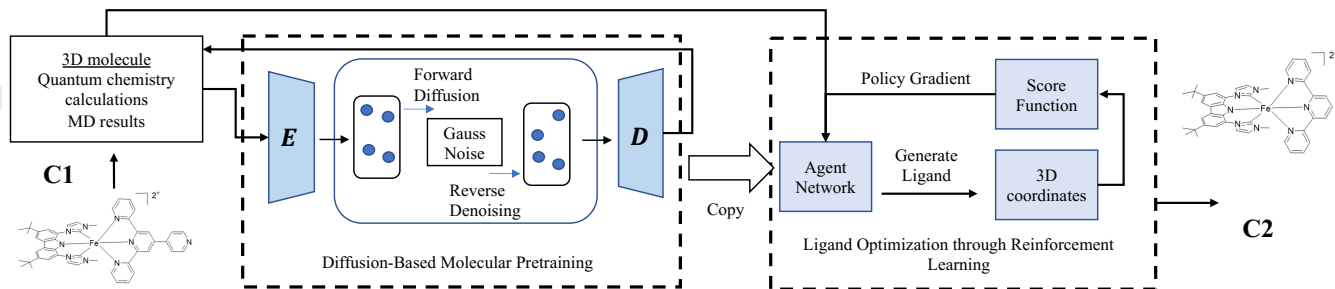 3D molecule
Quantum chemistry
calculations
MD results
C1
2+
N
N
N
N
N
Fe
N
N
N
N
E
Forward
Diffusion
Gauss
Noise
Reverse
Denoising
D
Diffusion-Based Molecular Pretraining
Copy
Policy Gradient
Score
Function
Agent
Network
Generate
Ligand
3D
coordinates
Ligand Optimization through Reinforcement
Learning
C2
2
N
N
N
N
N
Fe
N
N
N